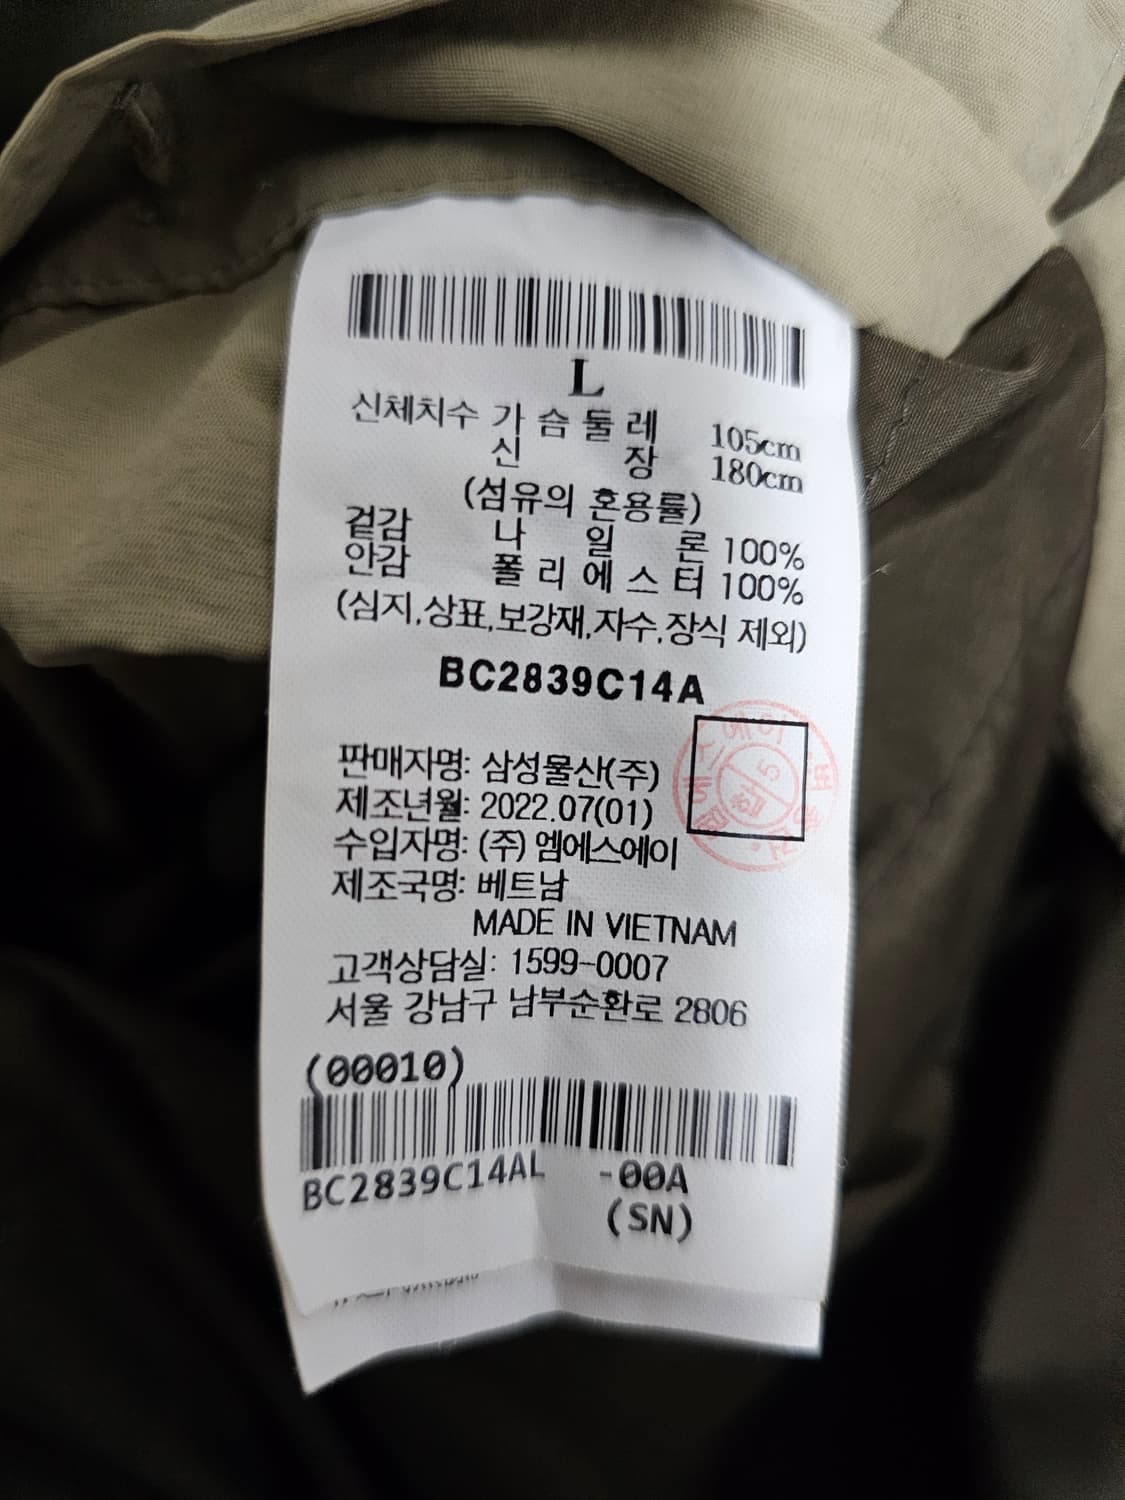 L
신체치수 가슴둘레 105cm
신장 180cm
(섬유의 혼용률)
겉감 나일론 100%
안감 폴리에스터 100%
(심지,상표,보강재,자수,장식 제외)
BC2839C14A
판매자명: 삼성물산(주)
제조년월: 2022.07(01)
수입자명: (주) 엠에스에이
제조국명: 베트남
MADE IN VIETNAM
고객상담실: 1599-0007
서울 강남구 남부순환로 2806
(00010)
BC2839C14AL -00A
(SN)